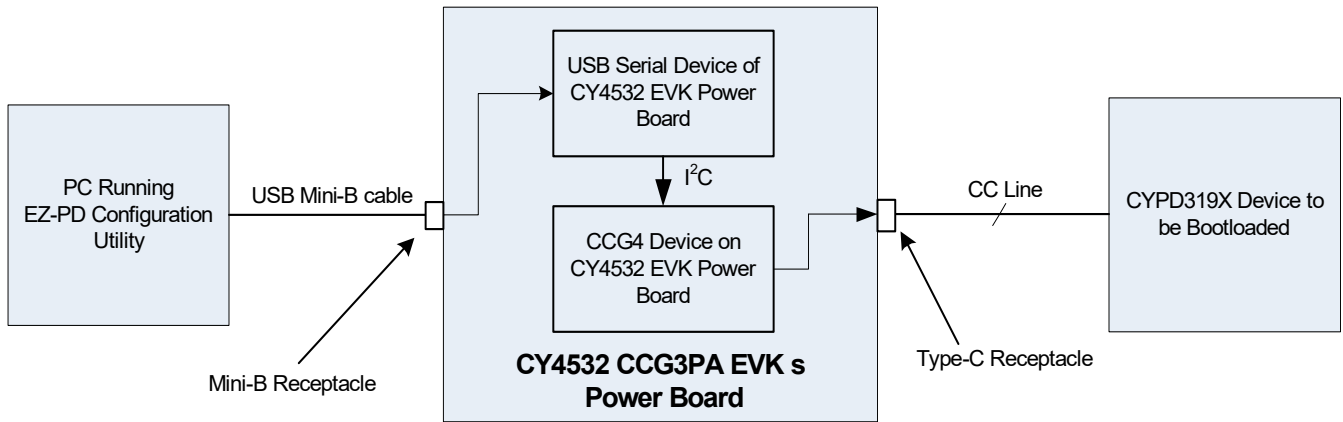 PC Running
EZ-PD Configuration
Utility
USB Mini-B cable
Mini-B Receptacle
USB Serial Device of
CY4532 EVK Power
Board
I²C
CCG4 Device on
CY4532 EVK Power
Board
CY4532 CCG3PA EVK s
Power Board
CC Line
Type-C Receptacle
CYPD319X Device to
be Bootloaded